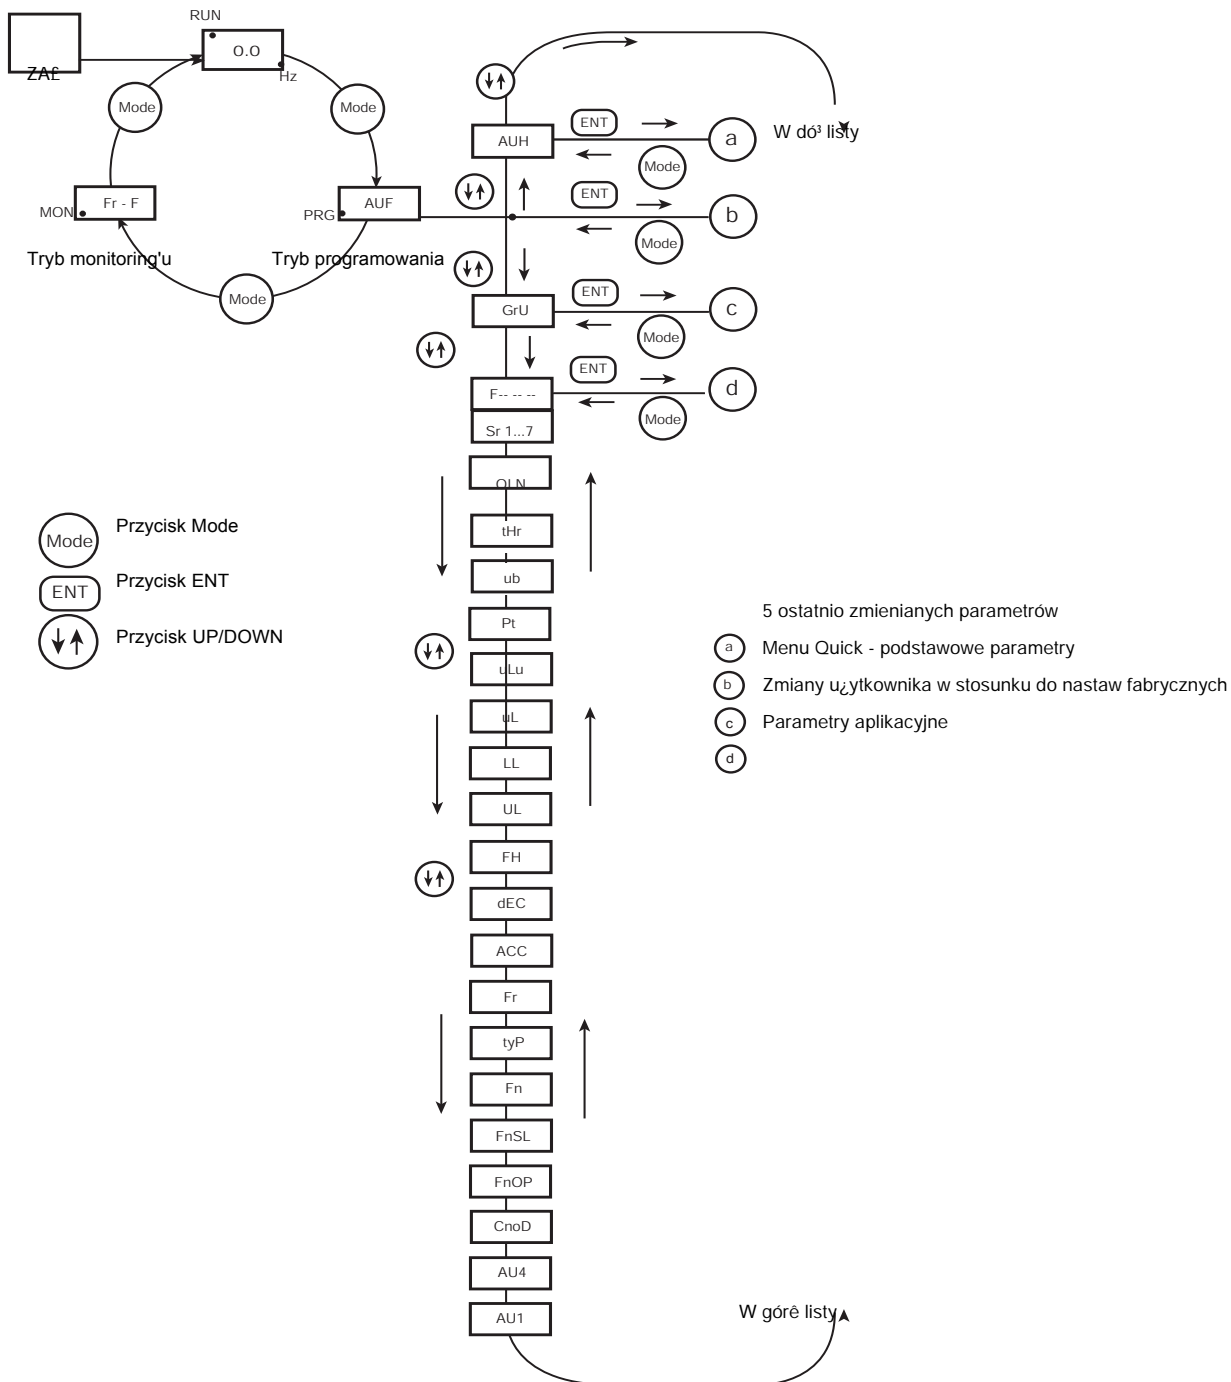 RUN
ZA£
0.0
Hz
Mode
Mode
MON
Fr - F
PRG
AUF
Tryb monitoring'u
Tryb programowania
Mode
AUH
ENT
Mode
a
W dó³ listy
ENT
Mode
b
GrU
ENT
Mode
c
F-- -- --
ENT
Mode
d
Sr 1...7
OLN
tHr
ub
Pt
uLu
uL
LL
UL
FH
dEC
ACC
Fr
tyP
Fn
FnSL
FnOP
CnoD
AU4
AU1
W górê listy
Mode
Przycisk Mode
ENT
Przycisk ENT
Przycisk UP/DOWN
5 ostatnio zmienianych parametrów
a
Menu Quick - podstawowe parametry
b
Zmiany u¿ytkownika w stosunku do nastaw fabrycznych
c
Parametry aplikacyjne
d